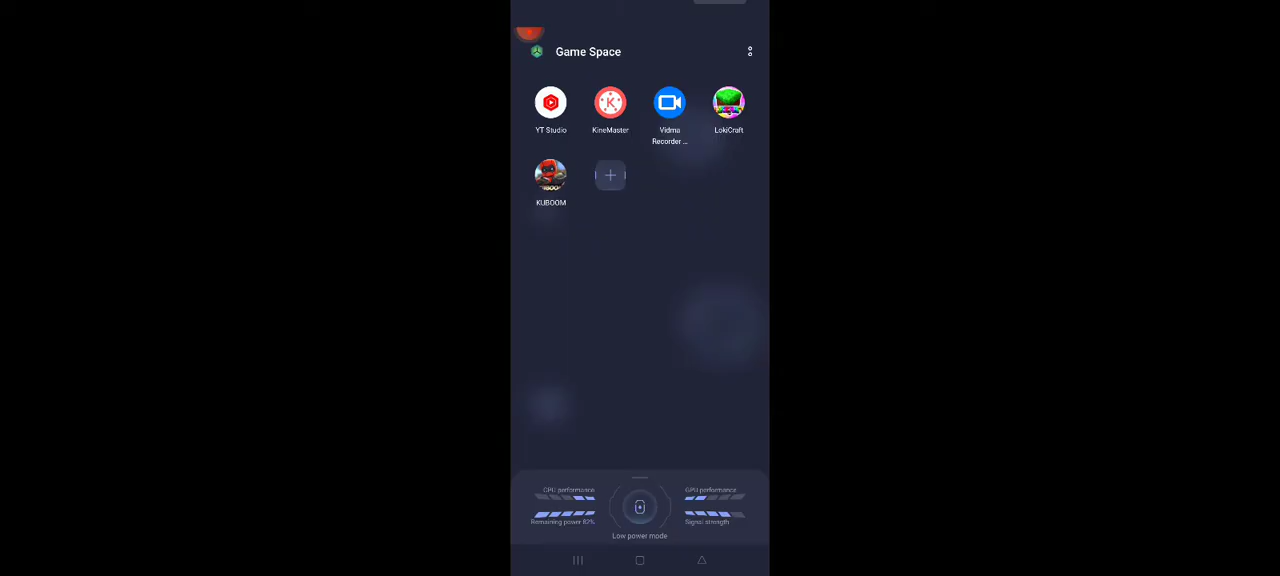 Game Space
YT Studio
KineMaster
Vidma
Recorder ...
LokiCraft
KUBOOM
CPU performance
GPU performance
Remaining power 82%
Signal strength
Low power mode